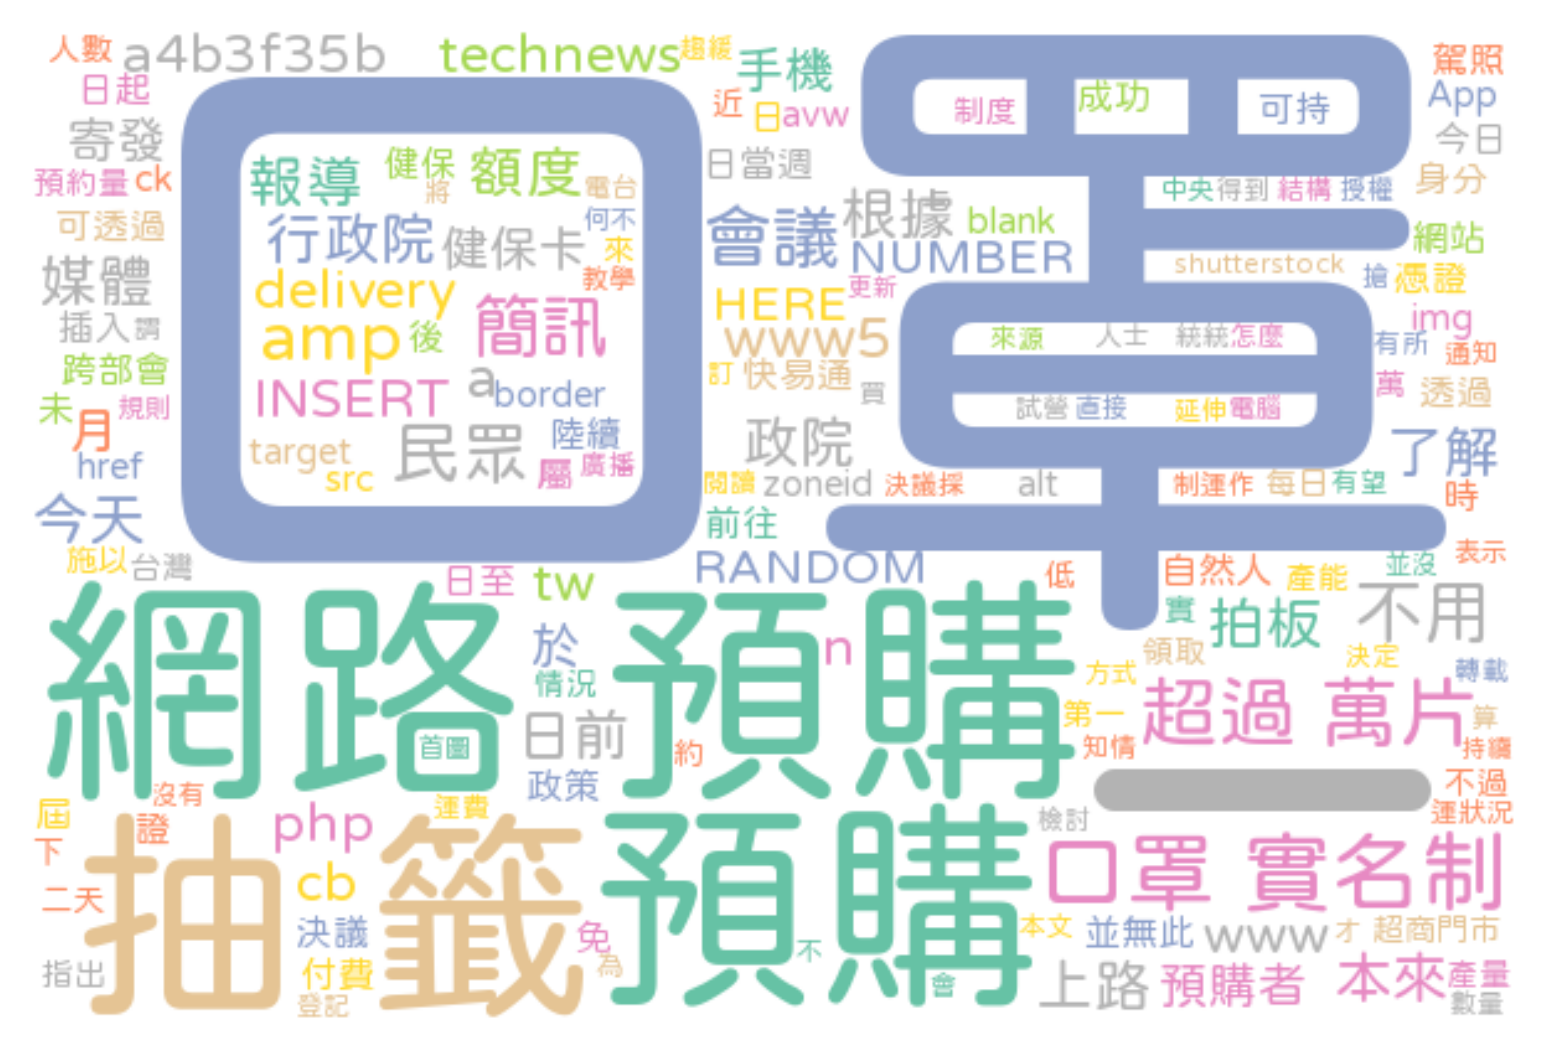 人數 a4b3f35b technews 趨緩 手機 口罩 駕照
日起 近 日 avw 制度 成功 可持 App
寄發 報導 健保 額度 日當週 今日
預約量 ck 將 電台 中央 得到 結構 授權 身分
可透過 行政院 健保卡 何不 會議 根據 blank 網站
媒體 delivery 來 教學 NUMBER shutterstock 搶 憑證
插入 謂 amp 後 簡訊 HERE 更新 img
跨部會 www5 來源 人士 統統 怎麼 有所 通知
未 月 規則 INSERT a border 訂 快易通 買 萬 透過
href target 民眾 陸續 政院 試營 直接 延伸 電腦 了解
src 屬 廣播 閱讀 zoneid 決議採 alt 制運作 每日 有望 時
今天 前往
施以 台灣 日至 tw RANDOM 低 自然人 產能 並沒 表示
網路 預購 於 n 實 拍板 不用
情況 方式 領取 決定 轉載
首圖 日前 約 第一 知情 超過 萬片 算 持續
沒有 政策 一 不過
屆 下 證 php 運費 檢討 運狀況
抽籤 預購 cb 口罩 實名制
二天 決議 免 不 本文 並無此 www 才 超商門市
指出 付費 為 會 上路 預購者 本來 產量
登記 數量